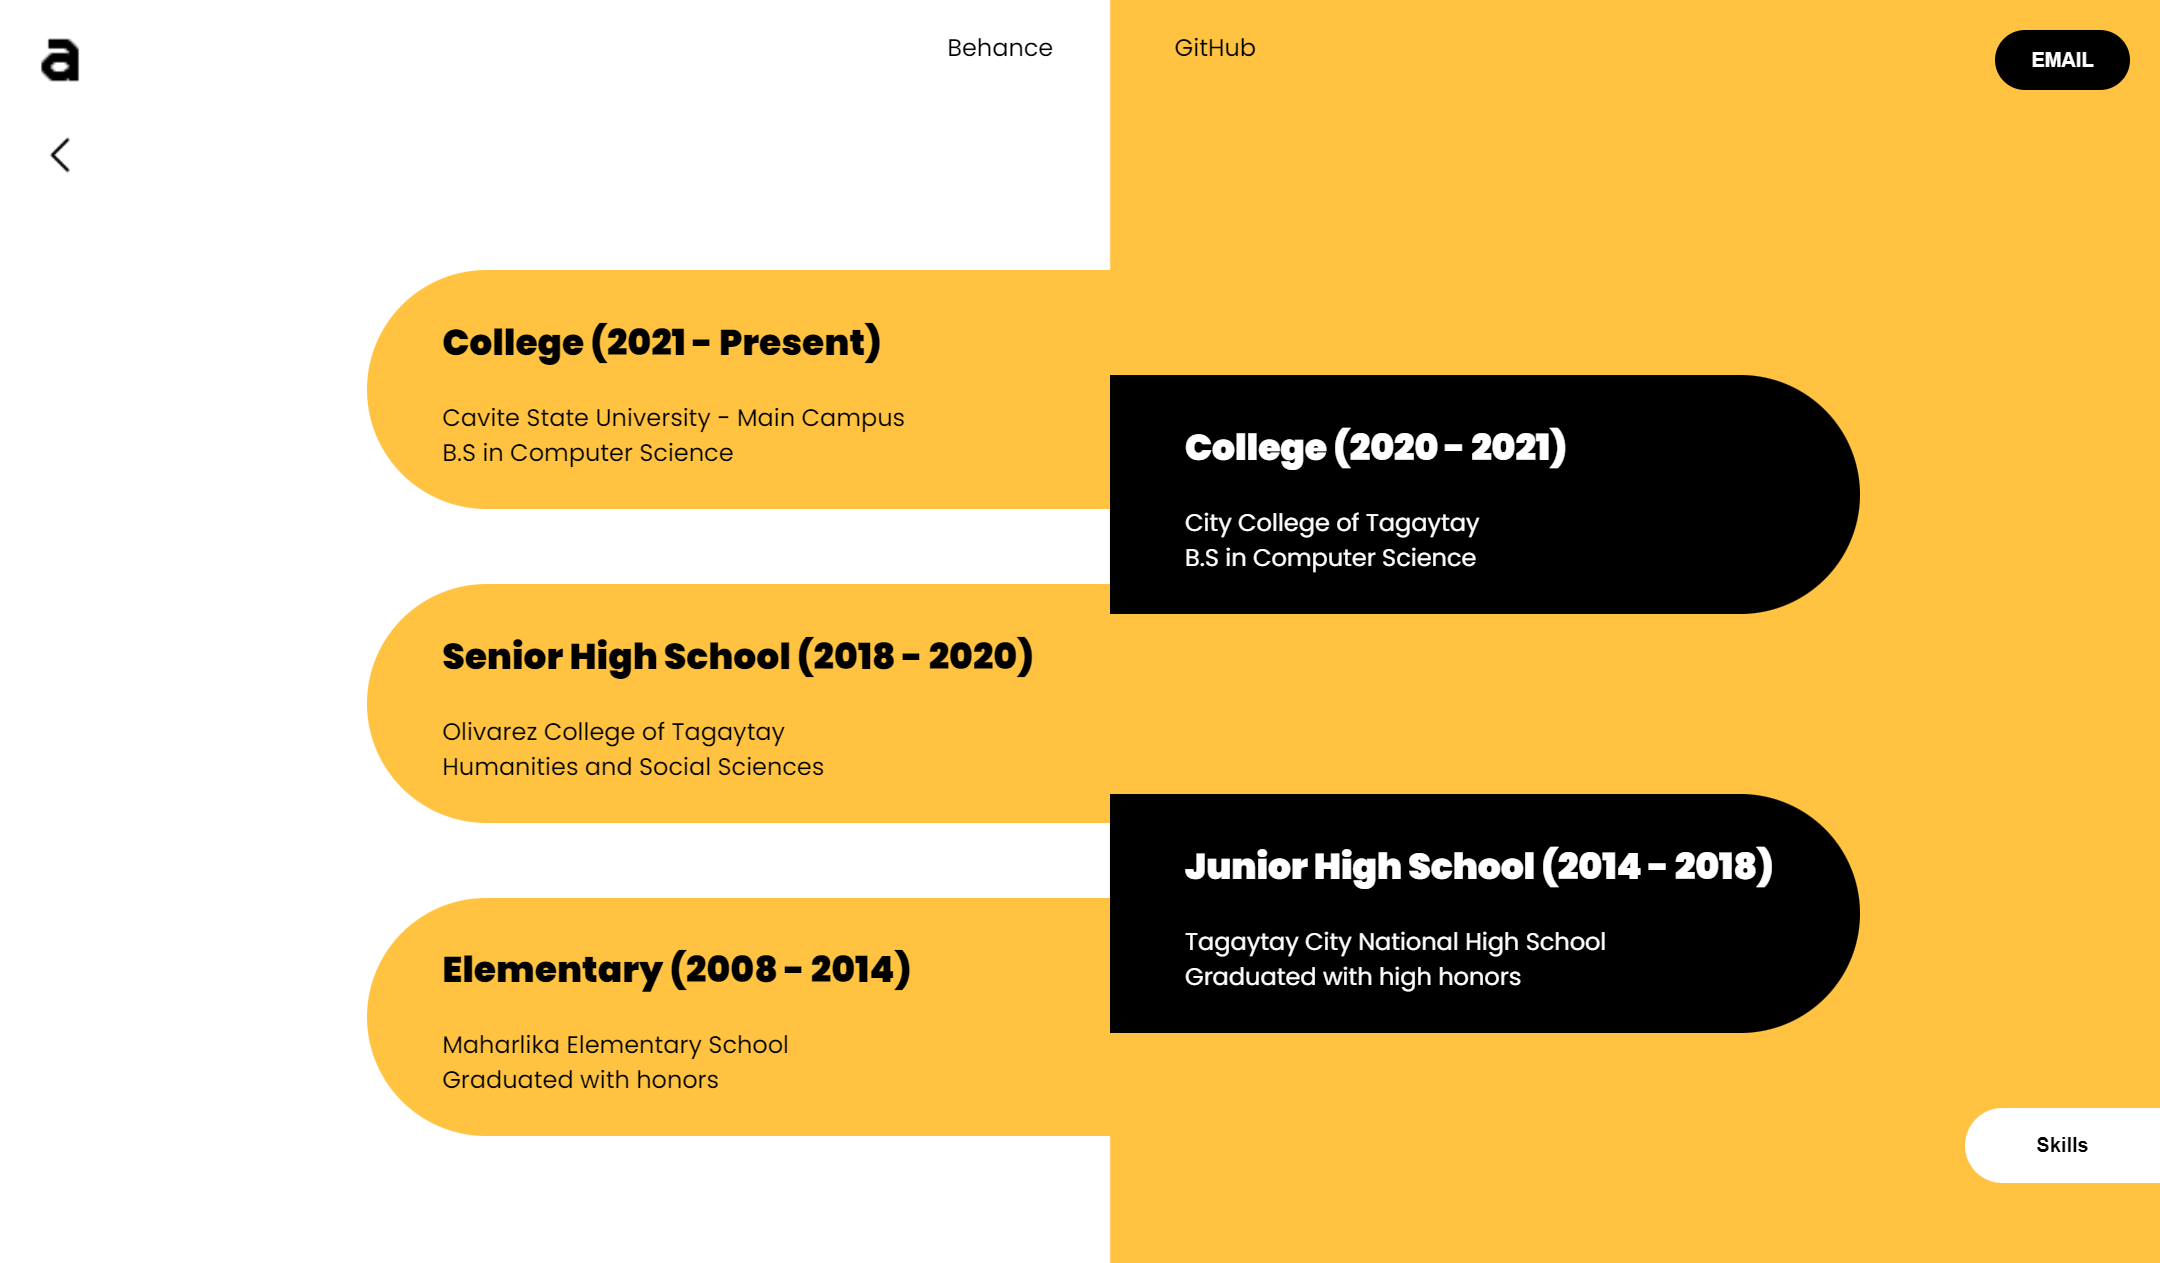 a
Behance
GitHub
EMAIL
College (2021 - Present)
Cavite State University - Main Campus
B.S in Computer Science
College (2020 - 2021)
City College of Tagaytay
B.S in Computer Science
Senior High School (2018 - 2020)
Olivarez College of Tagaytay
Humanities and Social Sciences
Junior High School (2014 - 2018)
Tagaytay City National High School
Graduated with high honors
Elementary (2008 - 2014)
Maharlika Elementary School
Graduated with honors
Skills